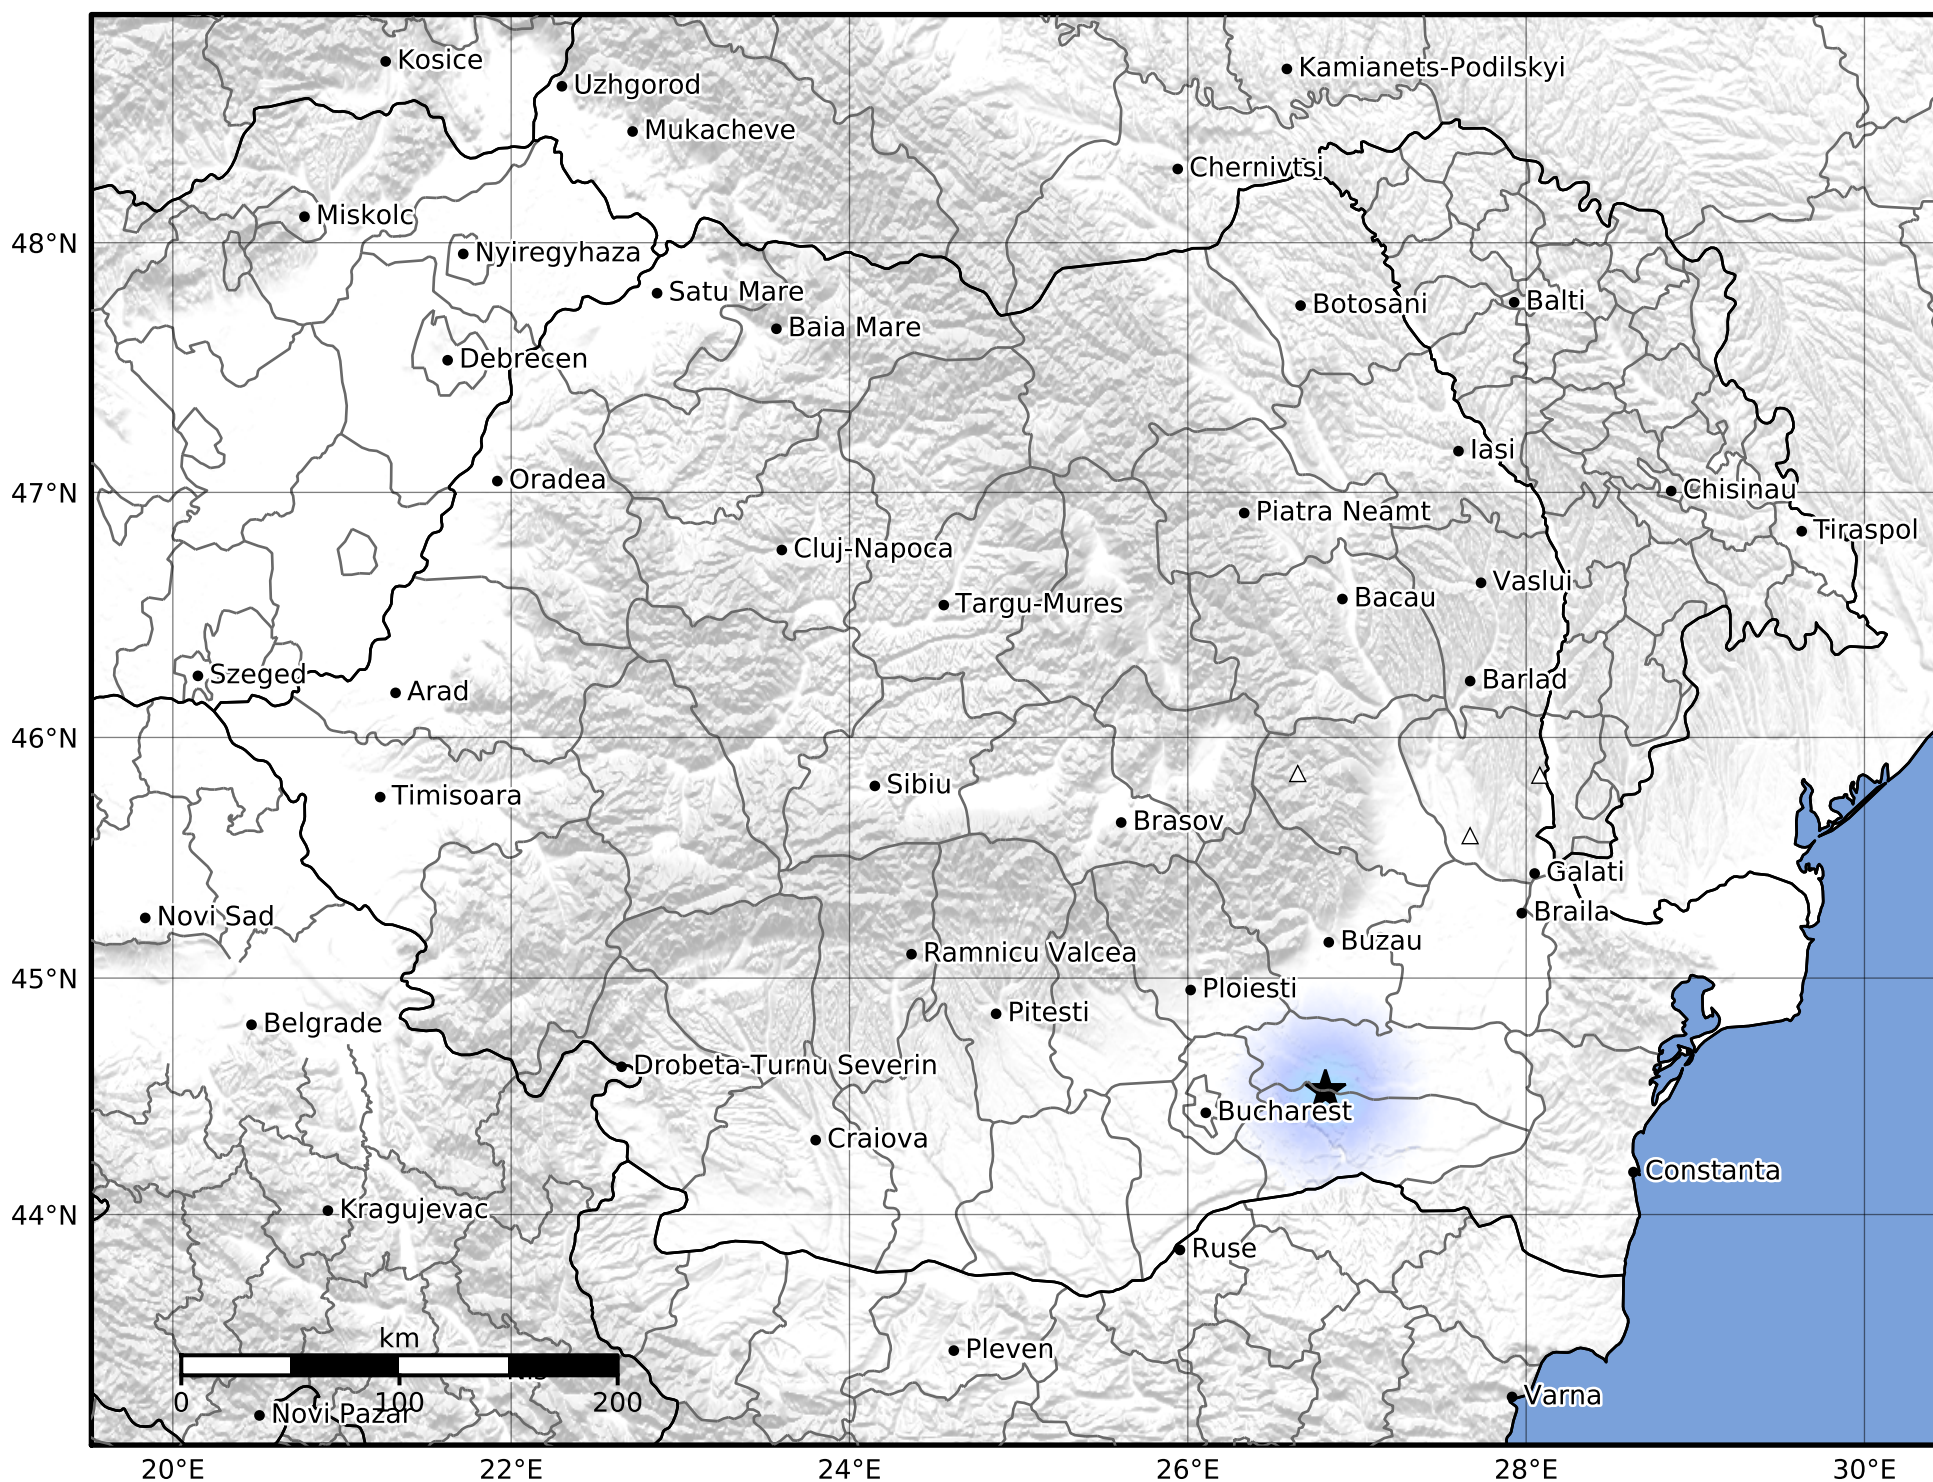 Kosice
Kamianets-Podilskyi
Uzhgorod
Mukacheve
Chernivtsi
Miskolc
48°N
Nyiregyhaza
Satu Mare
Botosani
Balti
Baia Mare
Debrecen
Iasi
Oradea
47°N
Chisinau
Piatra Neamt
Tiraspol
Cluj-Napoca
Vaslui
Bacau
Targu-Mures
Szeged
Arad
Barlad
46°N
Sibiu
Timisoara
Brasov
Galati
Novi Sad
Braila
Buzau
Ramnicu Valcea
45°N
Ploiesti
Pitesti
Belgrade
Drobeta-Turnu Severin
Bucharest
Craiova
Constanta
44°N
Kragujevac
Ruse
km
Pleven
0
100
200
Varna
Novi Pazar
20°E
22°E
24°E
26°E
28°E
30°E